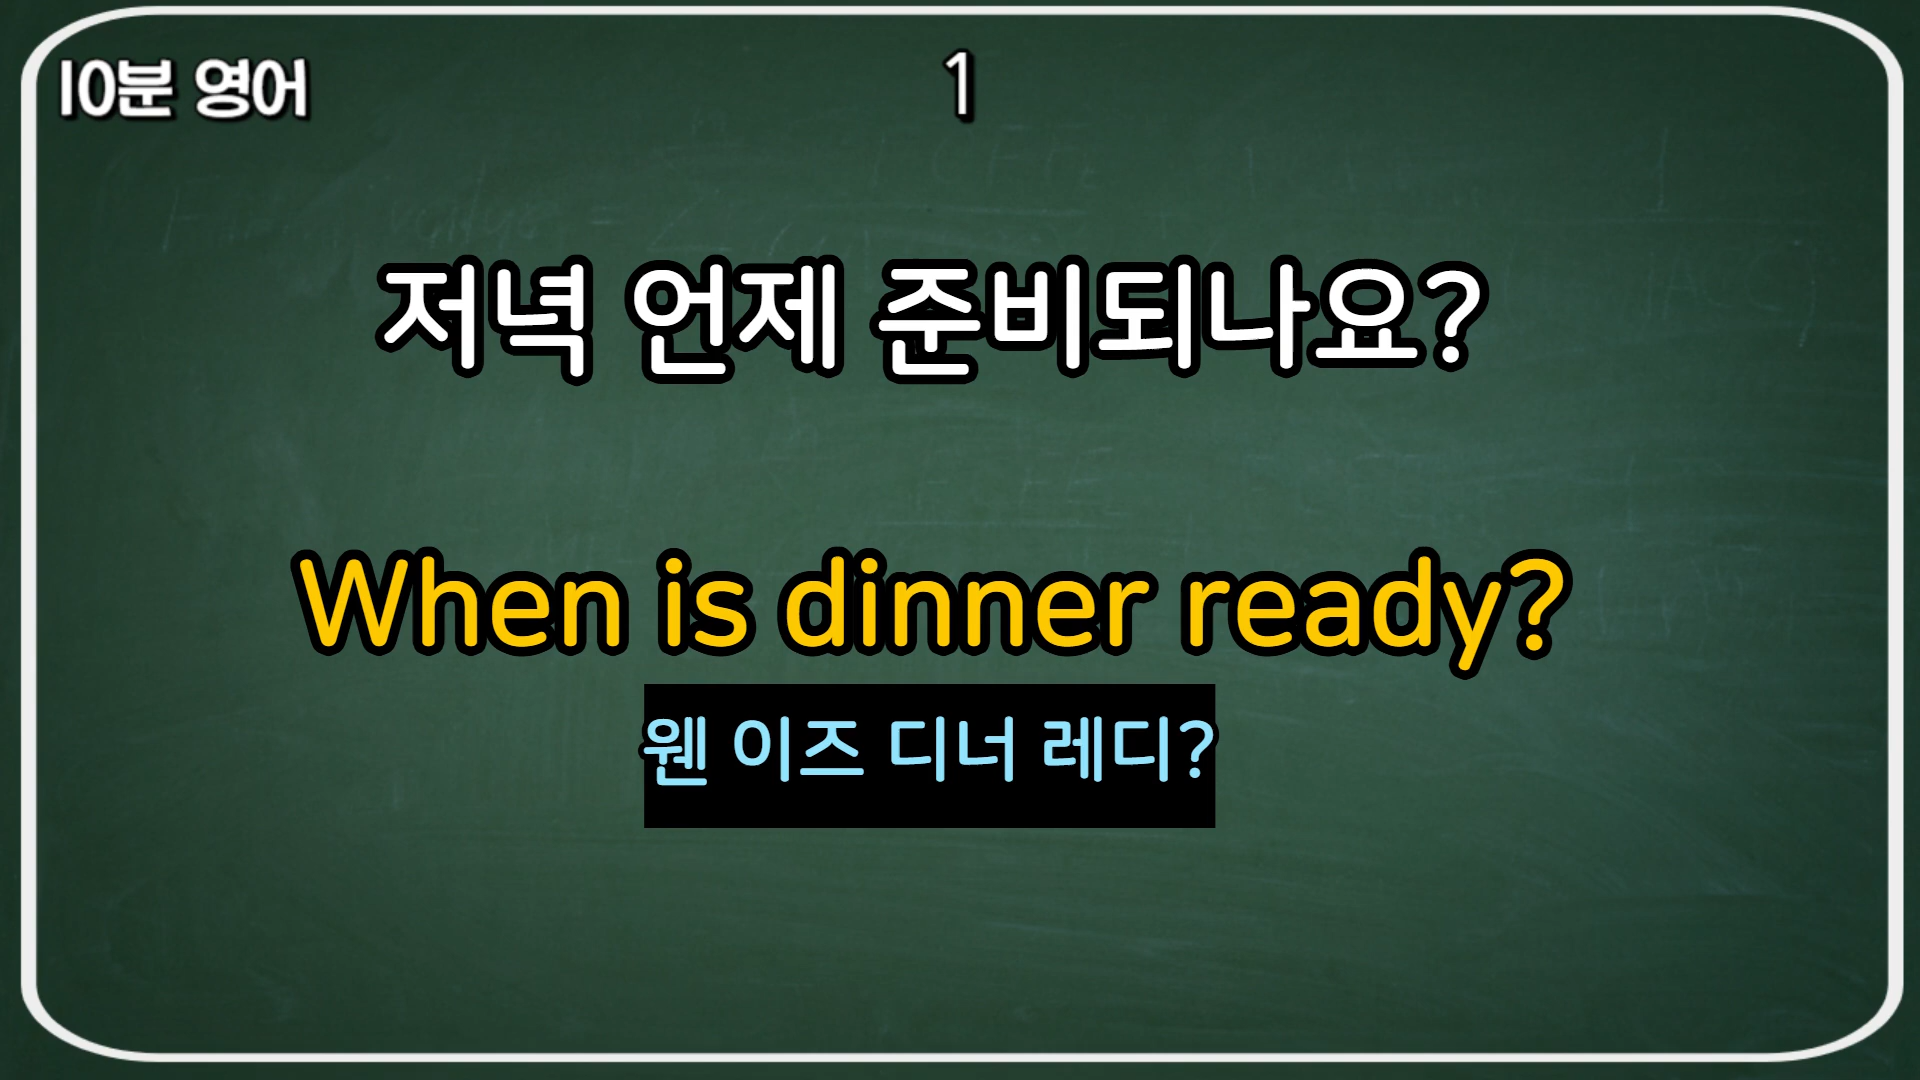 10분 영어
1
저녁 언제 준비되나요?
When is dinner ready?
웬 이즈 디너 레디?